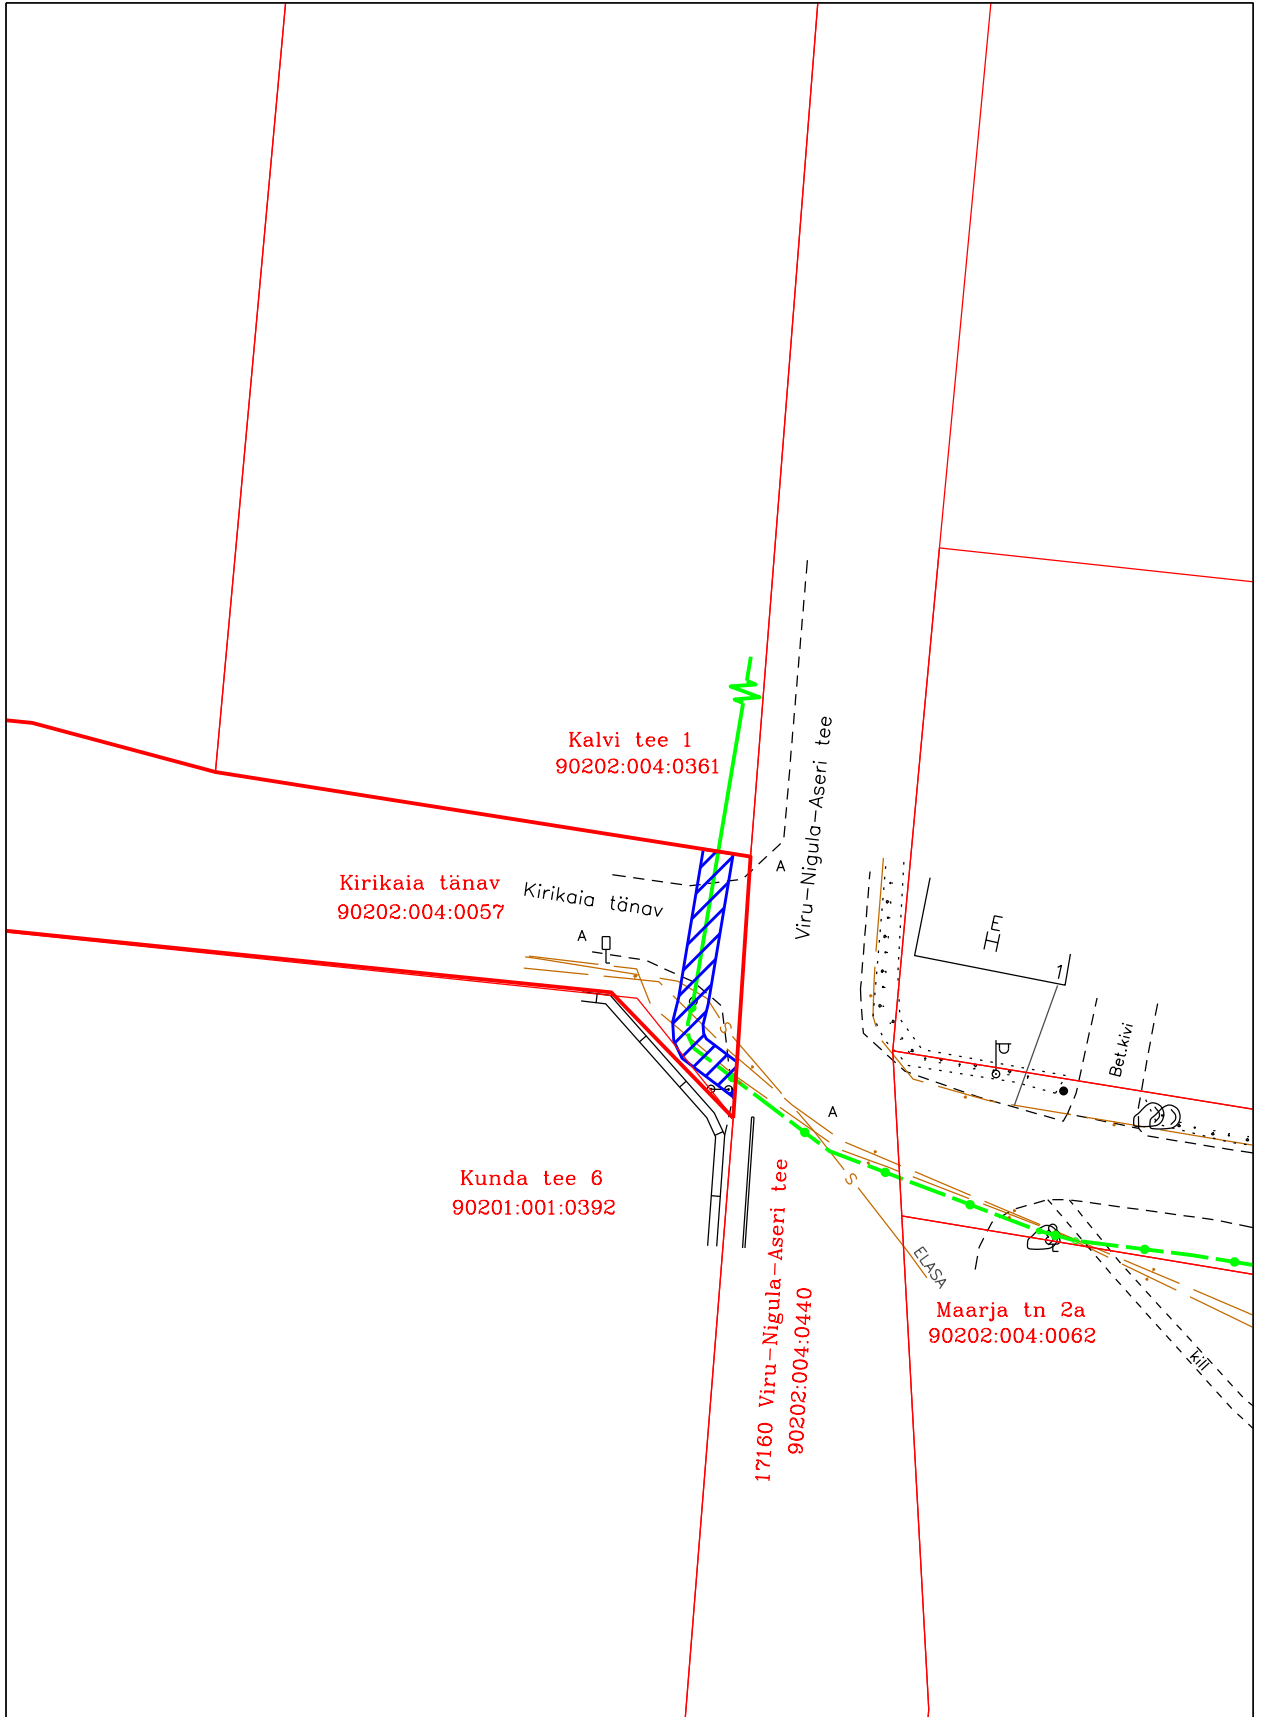 Kalvi tee 1
90202:004:0361
Viru-Nigula-Aseri tee
A
Kirikaia tänav
90202:004:0057
Kirikaia tänav
A
E
H
1
Bet.kivi
S
A
Kunda tee 6
90201:001:0392
S
17160 Viru-Nigula-Aseri tee
90202:004:0440
ELASA
Maarja tn 2a
90202:004:0062
kill